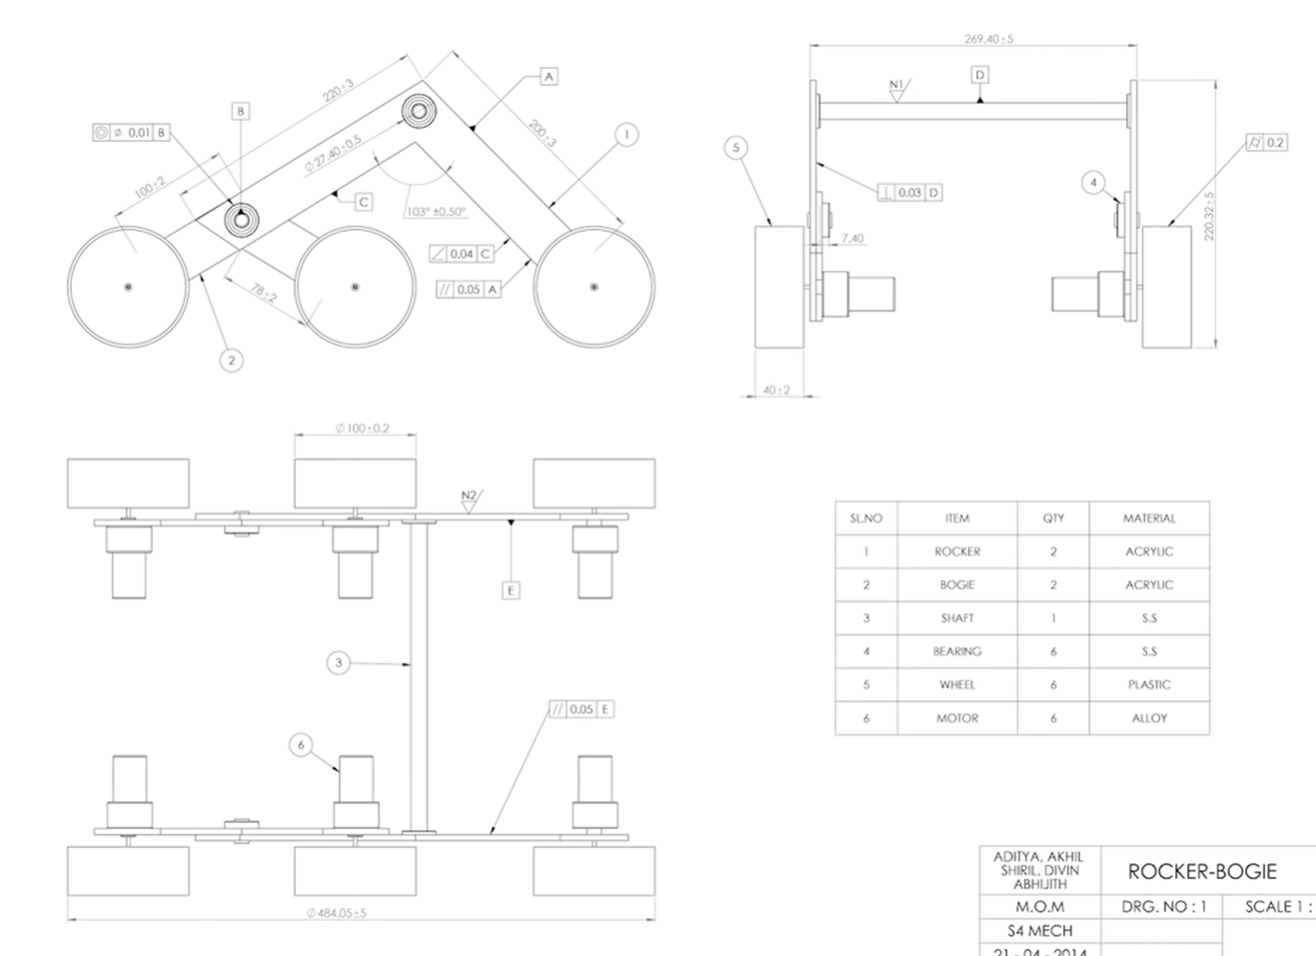 220±3
A
B
⌀ 0.01 B
⌀27.40±0.5
200±3
1
100±2
C
103° ±0.50°
0.04 C
// 0.05 A
78±2
2
269.40±5
N1
D
5
4
0.2
⊥ 0.03 D
220.32±5
7.40
40±2
⌀100±0.2
N2
E
3
// 0.05 E
6
⌀484.05±5
SL.NO ITEM QTY MATERIAL
1 ROCKER 2 ACRYLIC
2 BOGIE 2 ACRYLIC
3 SHAFT 1 S.S
4 BEARING 6 S.S
5 WHEEL 6 PLASTIC
6 MOTOR 6 ALLOY
ADITYA, AKHIL
SHIRIL, DIVIN
ABHIJITH
ROCKER-BOGIE
M.O.M DRG. NO : 1 SCALE 1 :
S4 MECH
21 - 04 - 2014